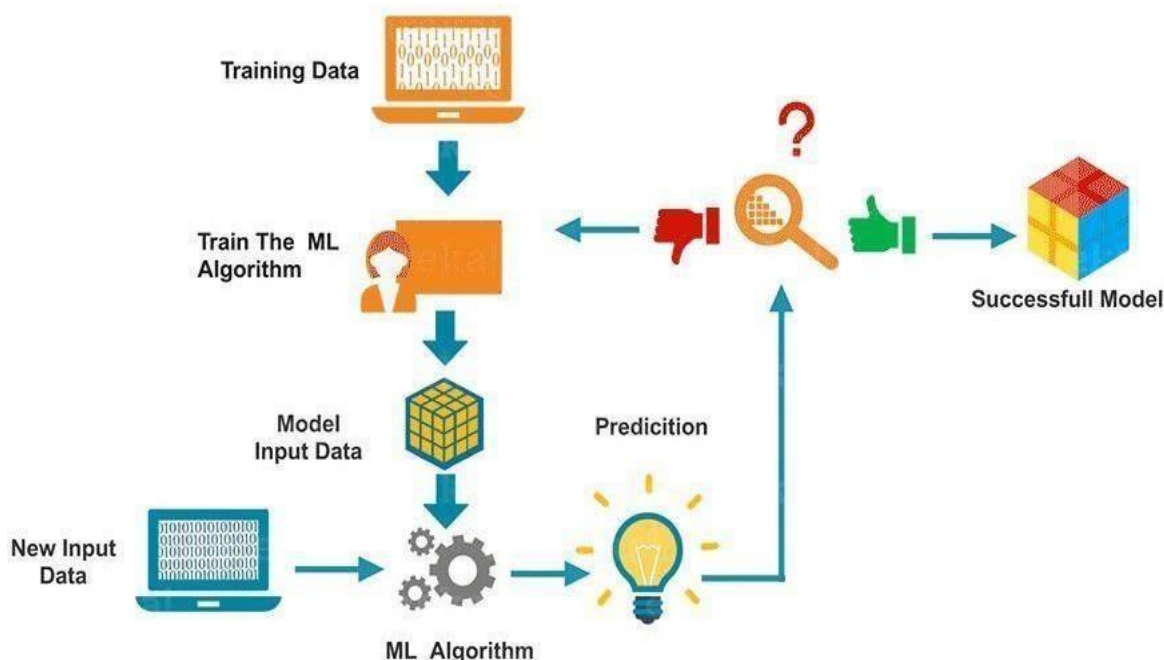 Training Data
Train The ML
Algorithm
?
Successfull Model
Model
Input Data
Predicition
New Input
Data
ML Algorithm